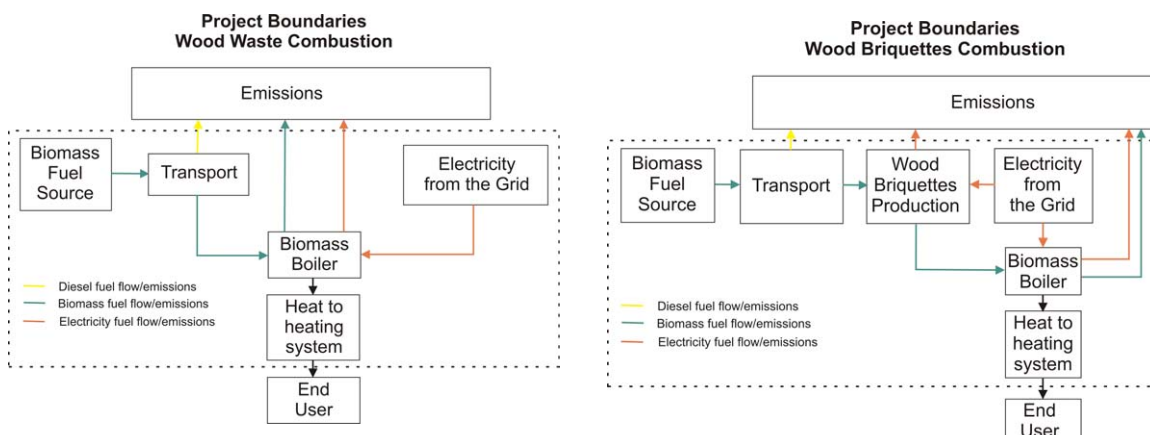 Project Boundaries
Wood Waste Combustion
Emissions
Biomass
Fuel
Source
Transport
Electricity
from the Grid
Biomass
Boiler
Diesel fuel flow/emissions
Biomass fuel flow/emissions
Electricity fuel flow/emissions
Heat to
heating
system
End
User
Project Boundaries
Wood Briquettes Combustion
Emissions
Biomass
Fuel
Source
Transport
Wood
Briquettes
Production
Electricity
from
the Grid
Biomass
Boiler
Diesel fuel flow/emissions
Biomass fuel flow/emissions
Electricity fuel flow/emissions
Heat to
heating
system
End
User